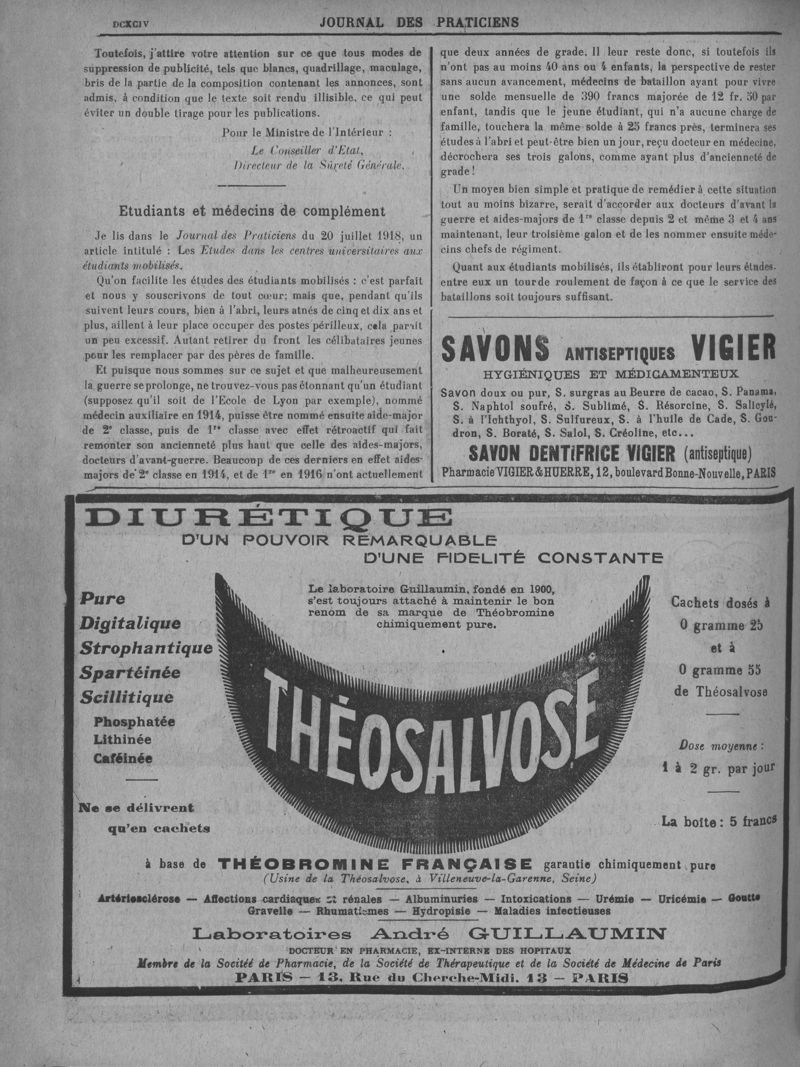 DCXCIV
JOURNAL DES PRATICIENS
Toutefois, j'attire votre attention sur ce que tous modes de
suppression de publicité, tels que blancs, quadrillage, maculage,
bris de la partie de la composition contenant les annonces, sont
admis, à condition que le texte soit rendu illisible, ce qui peut
éviter un double tirage pour les publications.
Pour le Ministre de l'Intérieur :
Le Conseiller d'Etat,
Directeur de la Sûreté Générale.
Etudiants et médecins de complément
Je lis dans le Journal des Praticiens du 20 juillet 1918, un
article intitulé : Les Etudes dans les centres universitaires aux
étudiants mobilisés.
Qu'on facilite les études des étudiants mobilisés : c'est parfait
et nous y souscrivons de tout cœur; mais que, pendant qu'ils
suivent leurs cours, bien à l'abri, leurs aînés de cinq et dix ans et
plus, aillent à leur place occuper des postes périlleux, cela paraît
un peu excessif. Autant retirer du front les célibataires jeunes
pour les remplacer par des pères de famille.
Et puisque nous sommes sur ce sujet et que malheureusement
la guerre se prolonge, ne trouvez-vous pas étonnant qu'un étudiant
(supposez qu'il soit de l'Ecole de Lyon par exemple), nommé
médecin auxiliaire en 1914, puisse être nommé ensuite aide-major
de 2e classe, puis de 1re classe avec effet rétroactif qui fait
remonter son ancienneté plus haut que celle des aides-majors,
docteurs d'avant-guerre. Beaucoup de ces derniers en effet aides-
majors de 2e classe en 1914, et de 1re en 1916 n'ont actuellement
que deux années de grade. Il leur reste donc, si toutefois ils
n'ont pas au moins 40 ans ou 4 enfants, la perspective de rester
sans aucun avancement, médecins de bataillon ayant pour vivre
une solde mensuelle de 390 francs majorée de 12 fr. 50 par
enfant, tandis que le jeune étudiant, qui n'a aucune charge de
famille, touchera la même solde à 25 francs près, terminera ses
études à l'abri et peut-être bien un jour, reçu docteur en médecine,
décrochera ses trois galons, comme ayant plus d'ancienneté de
grade !
Un moyen bien simple et pratique de remédier à cette situation
tout au moins bizarre, serait d'accorder aux docteurs d'avant la
guerre et aides-majors de 1re classe depuis 2 et même 3 et 4 ans
maintenant, leur troisième galon et de les nommer ensuite méde-
cins chefs de régiment.
Quant aux étudiants mobilisés, ils établiront pour leurs études
entre eux un tour de roulement de façon à ce que le service des
bataillons soit toujours suffisant.
SAVONS ANTISEPTIQUES VIGIER
HYGIÉNIQUES ET MÉDICAMENTEUX
Savon doux ou pur, S. surgras au Beurre de cacao, S. Panama,
S. Naphtol soufré, S. Sublimé, S. Résorcine, S. Salicylé,
S. à l'Ichthyol, S. Sulfureux, S. à l'huile de Cade, S. Gou-
dron, S. Boraté, S. Salol, S. Créoline, etc...
SAVON DENTIFRICE VIGIER (antiseptique)
Pharmacie VIGIER & HUERRE, 12, boulevard Bonne-Nouvelle, PARIS
DIURÉTIQUE
D'UN POUVOIR REMARQUABLE
D'UNE FIDELITÉ CONSTANTE
Le laboratoire Guillaumin, fondé en 1900,
s'est toujours attaché à maintenir le bon
renom de sa marque de Théobromine
chimiquement pure.
Pure
Digitalique
Strophantique
Spartéinée
Scillitique
Phosphatée
Lithinée
Caféinée
Ne se délivrent
qu'en cachets
THÉOSALVOSE
Cachets dosés à
0 gramme 25
et à
0 gramme 55
de Théosalvose
Dose moyenne :
1 à 2 gr. par jour
La boîte : 5 francs
à base de THÉOBROMINE FRANÇAISE garantie chimiquement pure
(Usine de la Théosalvose, à Villeneuve-la-Garenne, Seine)
Artériosclérose — Affections cardiaques et rénales — Albuminuries — Intoxications — Urémie — Uricémie — Goutte
Gravelle — Rhumatismes — Hydropisie — Maladies infectieuses
Laboratoires André GUILLAUMIN
DOCTEUR EN PHARMACIE, EX-INTERNE DES HOPITAUX
Membre de la Socitéé de Pharmacie, de la Société de Thérapeutique et de la Société de Médecine de Paris
PARIS — 13, Rue du Cherche-Midi, 13 — PARIS